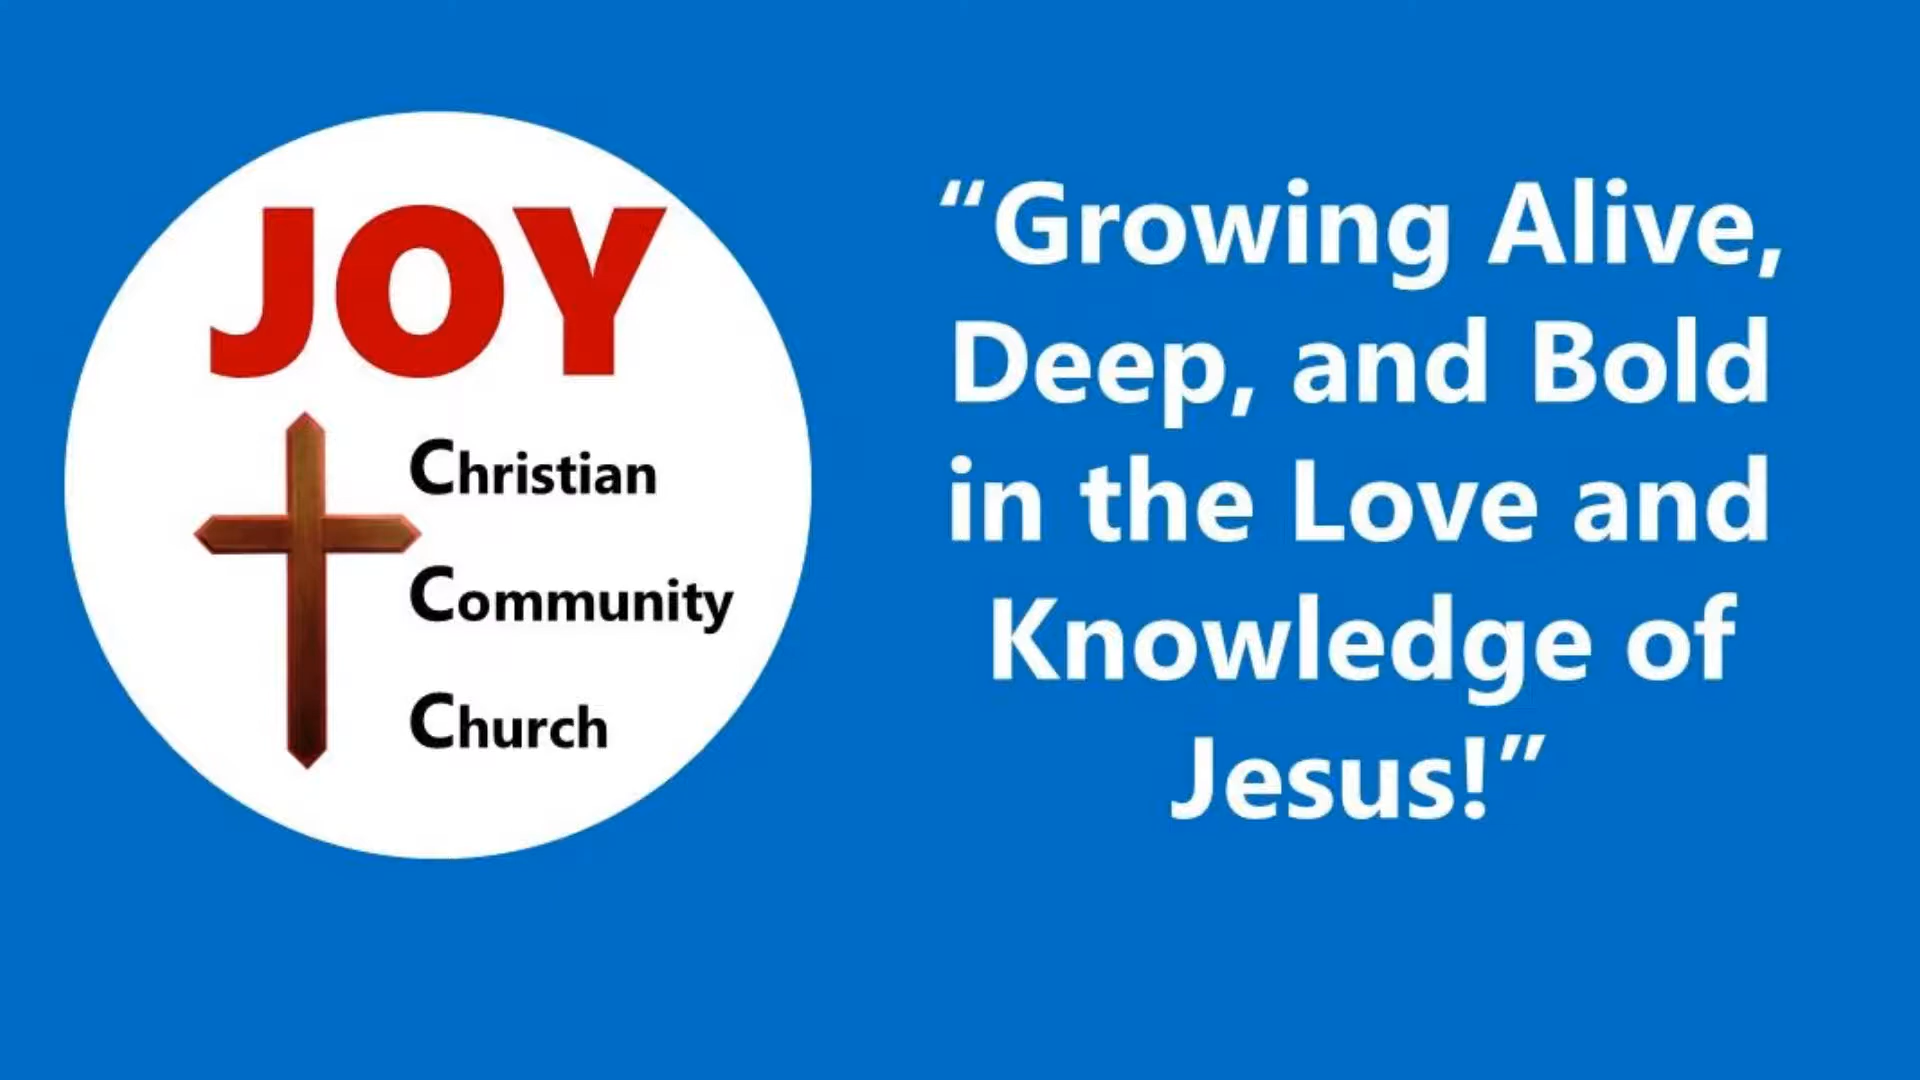 JOY
Christian
Community
Church
“Growing Alive,
Deep, and Bold
in the Love and
Knowledge of
Jesus!”